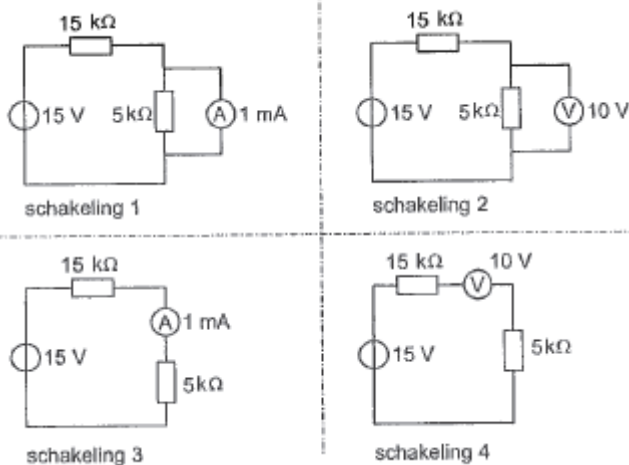 15 kΩ
15 V
5kΩ
A
1 mA
schakeling 1
15 kΩ
15 V
5kΩ
V
10 V
schakeling 2
15 kΩ
A
1 mA
15 V
5kΩ
schakeling 3
15 kΩ
10 V
V
15 V
5kΩ
schakeling 4